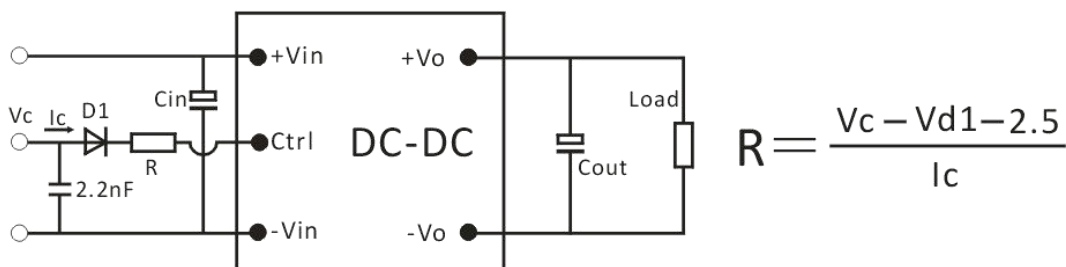 +Vin
+Vo
Cin
Load
Vc
Ic
D1
R
Ctrl
DC-DC
2.2nF
Cout
-Vin
-Vo
R = (Vc – Vd1 – 2.5) / Ic